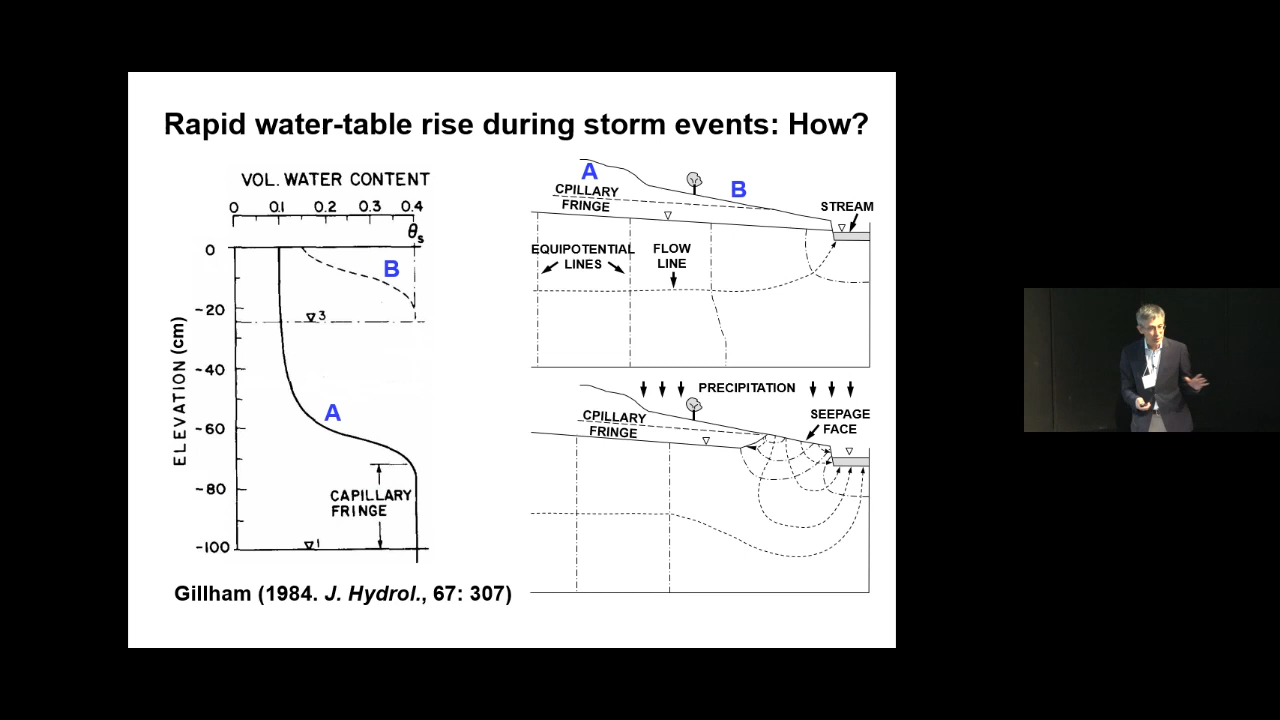 Rapid water-table rise during storm events: How?
VOL. WATER CONTENT
0 0.1 0.2 0.3 0.4
θs
0
-20
-40
-60
-80
-100
ELEVATION (cm)
B
3
A
CAPILLARY
FRINGE
1
Gillham (1984. J. Hydrol., 67: 307)
A
B
CPILLARY
FRINGE
STREAM
EQUIPOTENTIAL
LINES
FLOW
LINE
PRECIPITATION
CPILLARY
FRINGE
SEEPAGE
FACE